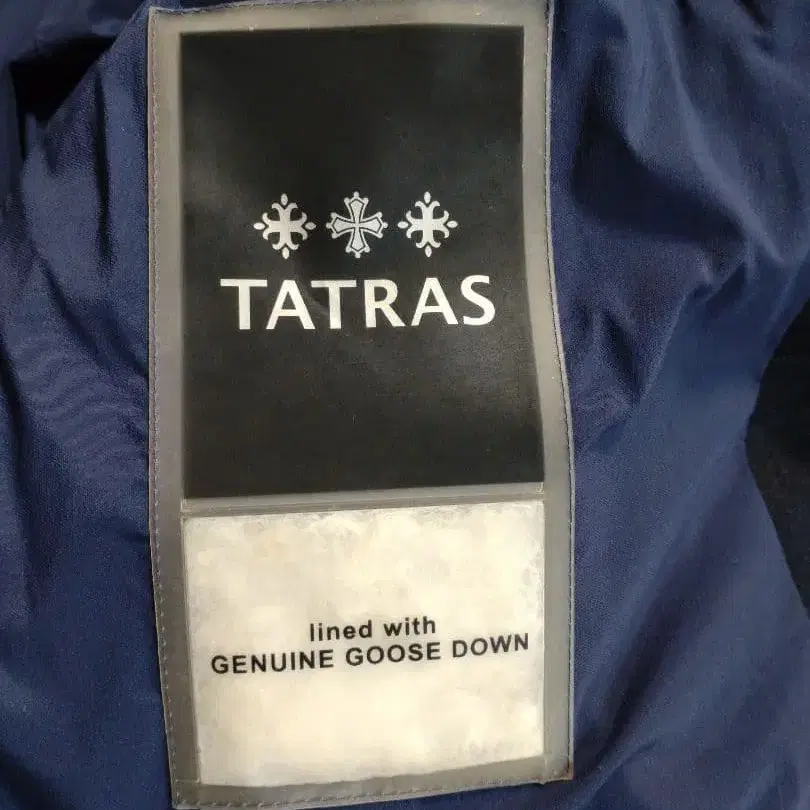 TATRAS
lined with
GENUINE GOOSE DOWN